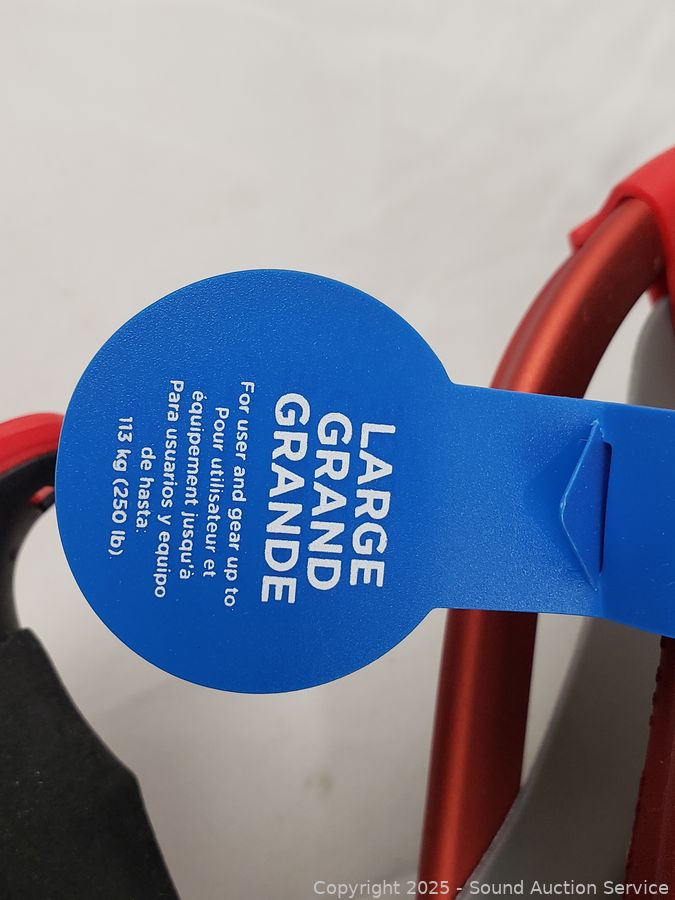 LARGE
GRAND
GRANDE
For user and gear up to
Pour utilisateur et
équipement jusqu'à
Para usuarios y equipo
de hasta:
113 kg (250 lb).
Copyright 2025 - Sound Auction Service